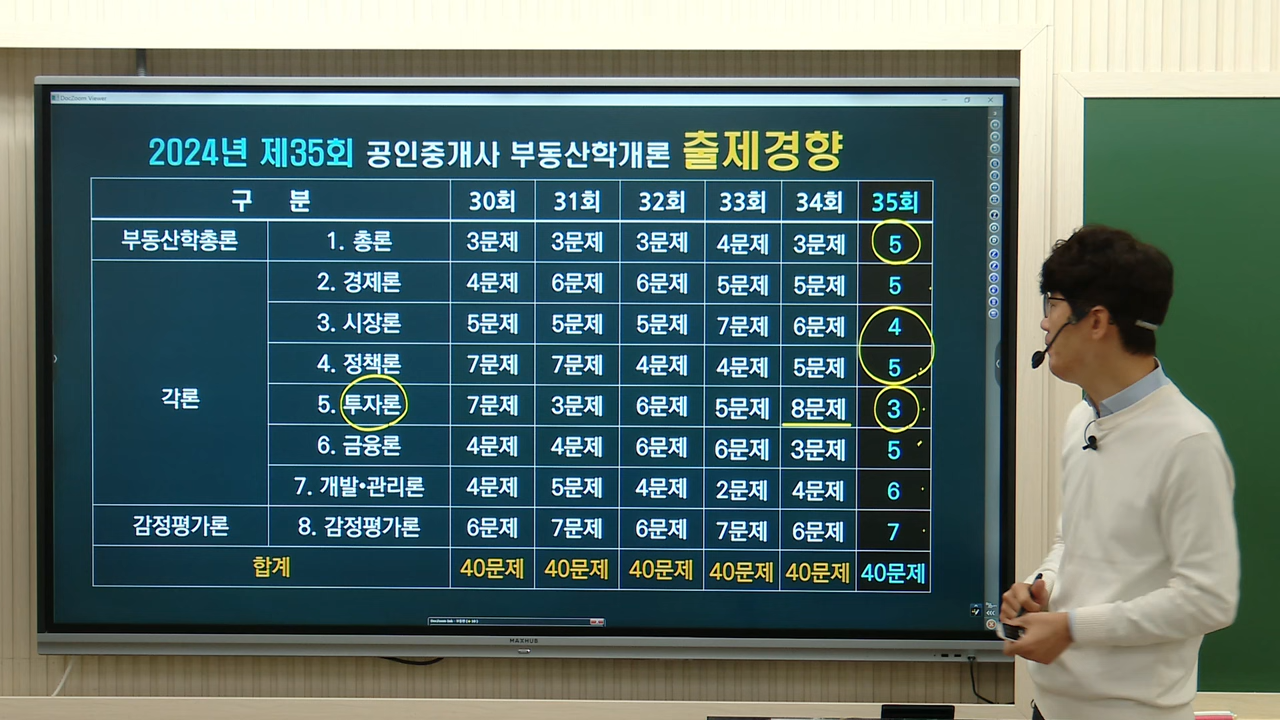 DocZoom Viewer
2024년 제35회 공인중개사 부동산학개론 출제경향
구 분 30회 31회 32회 33회 34회 35회
부동산학총론 1. 총론 3문제 3문제 3문제 4문제 3문제 5
2. 경제론 4문제 6문제 6문제 5문제 5문제 5
3. 시장론 5문제 5문제 5문제 7문제 6문제 4
4. 정책론 7문제 7문제 4문제 4문제 5문제 5
각론 5. 투자론 7문제 3문제 6문제 5문제 8문제 3
6. 금융론 4문제 4문제 6문제 6문제 3문제 5
7. 개발•관리론 4문제 5문제 4문제 2문제 4문제 6
감정평가론 8. 감정평가론 6문제 7문제 6문제 7문제 6문제 7
합계 40문제 40문제 40문제 40문제 40문제 40문제
MAXHUB